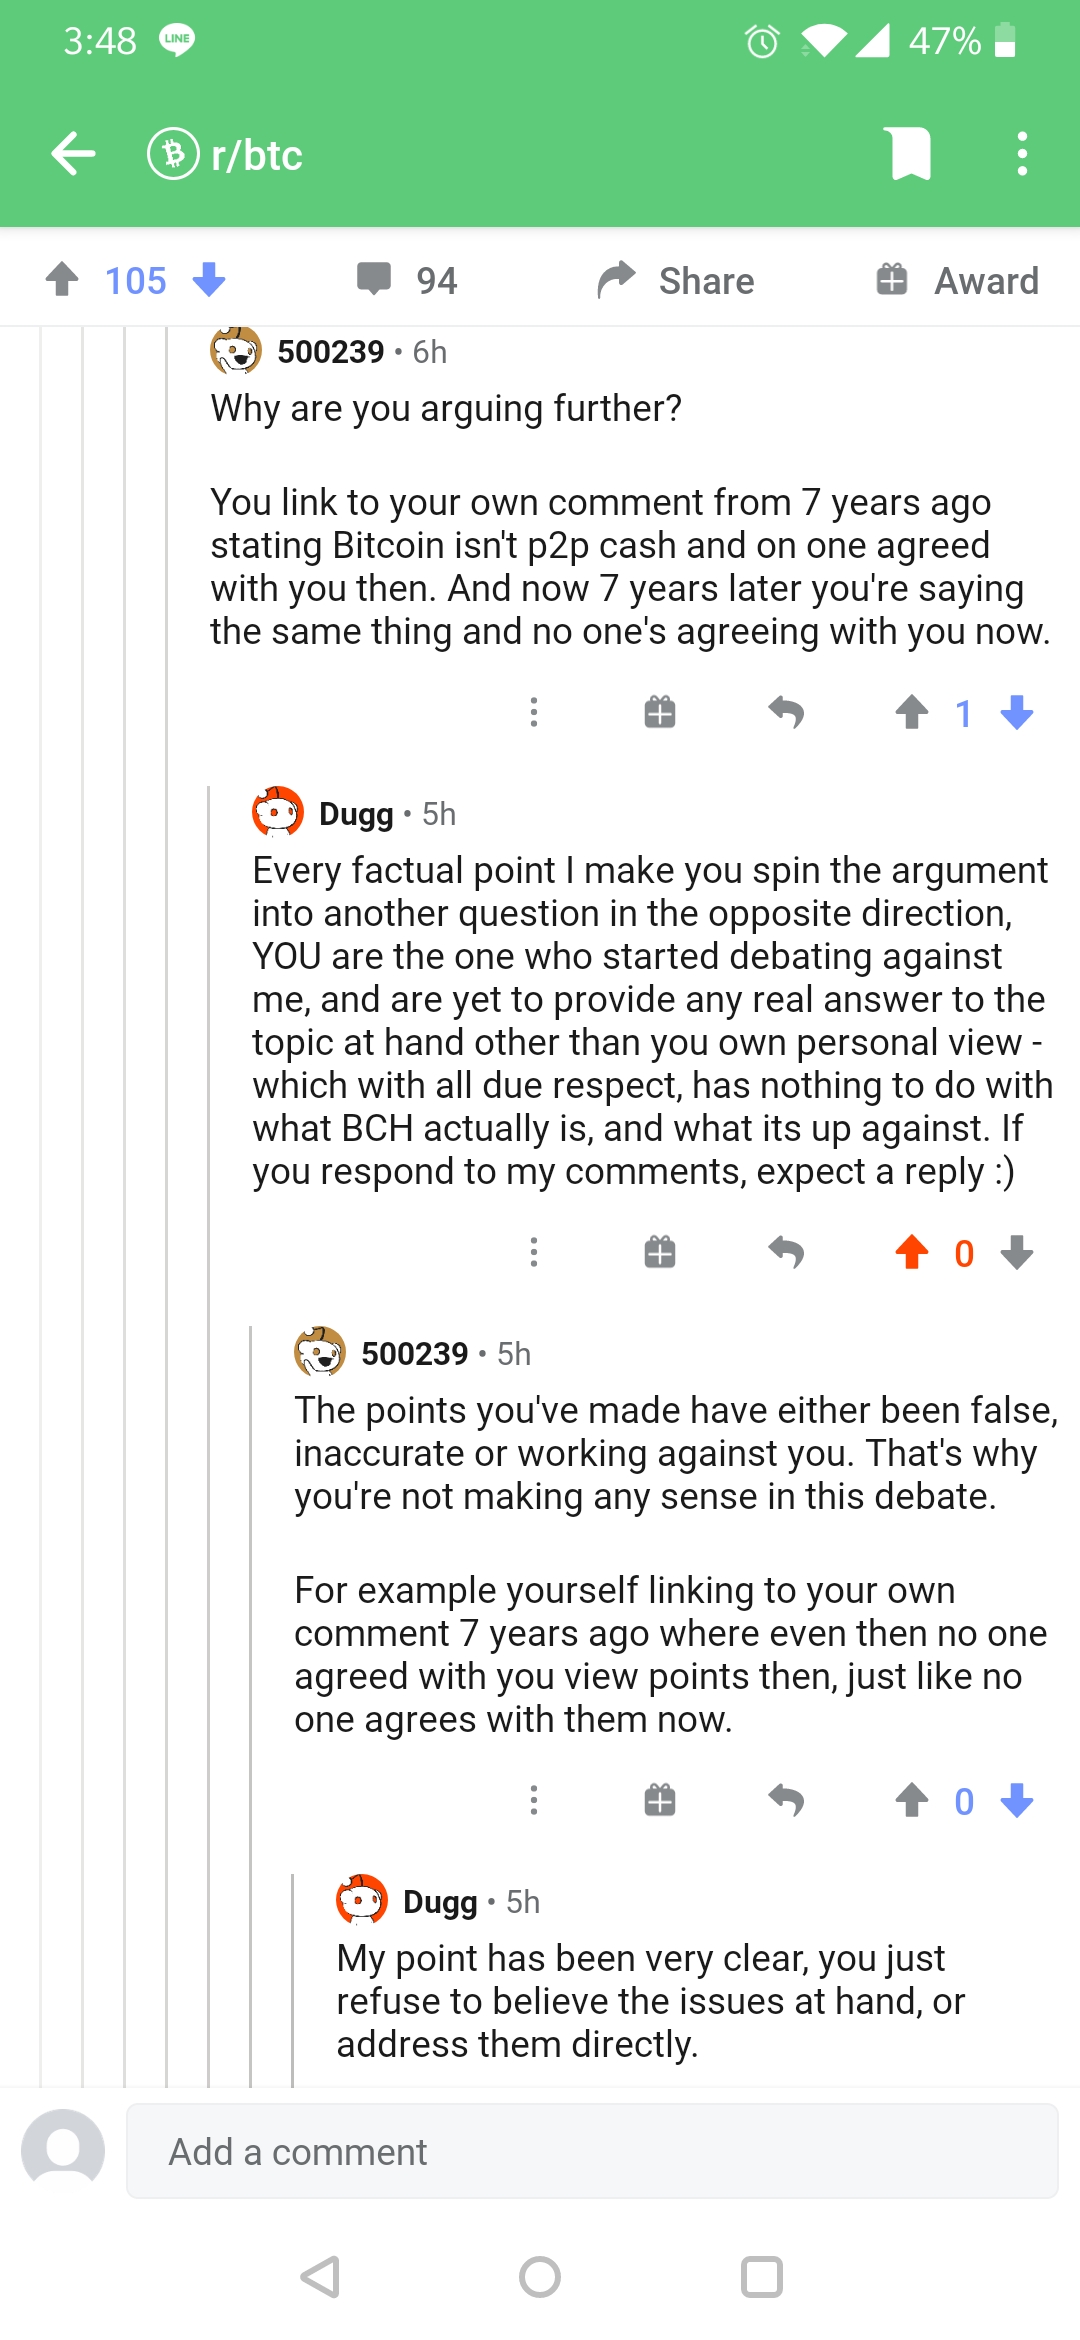 3:48 LINE 47%
r/btc
105 94 Share Award
500239 • 6h
Why are you arguing further?
You link to your own comment from 7 years ago
stating Bitcoin isn't p2p cash and on one agreed
with you then. And now 7 years later you're saying
the same thing and no one's agreeing with you now.
1
Dugg • 5h
Every factual point I make you spin the argument
into another question in the opposite direction,
YOU are the one who started debating against
me, and are yet to provide any real answer to the
topic at hand other than you own personal view -
which with all due respect, has nothing to do with
what BCH actually is, and what its up against. If
you respond to my comments, expect a reply :)
0
500239 • 5h
The points you've made have either been false,
inaccurate or working against you. That's why
you're not making any sense in this debate.
For example yourself linking to your own
comment 7 years ago where even then no one
agreed with you view points then, just like no
one agrees with them now.
0
Dugg • 5h
My point has been very clear, you just
refuse to believe the issues at hand, or
address them directly.
Add a comment